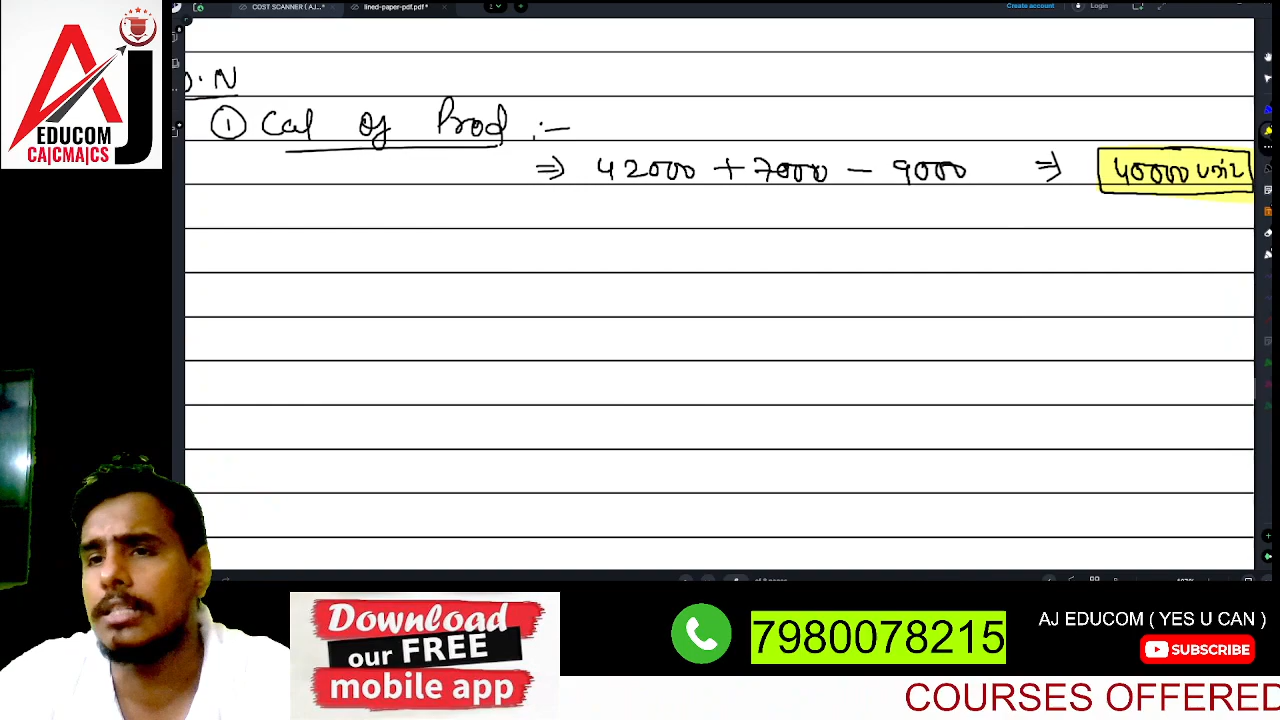 COST SCANNER ( AJ...*
lined-paper-pdf.pdf*
Create account
Login
AJ
EDUCOM
CA|CMA|CS
① Cal of Prod :-
⇒ 42000 + 7000 - 9000 ⇒ 40000 units
Download
our FREE
mobile app
7980078215
AJ EDUCOM ( YES U CAN )
SUBSCRIBE
COURSES OFFERED